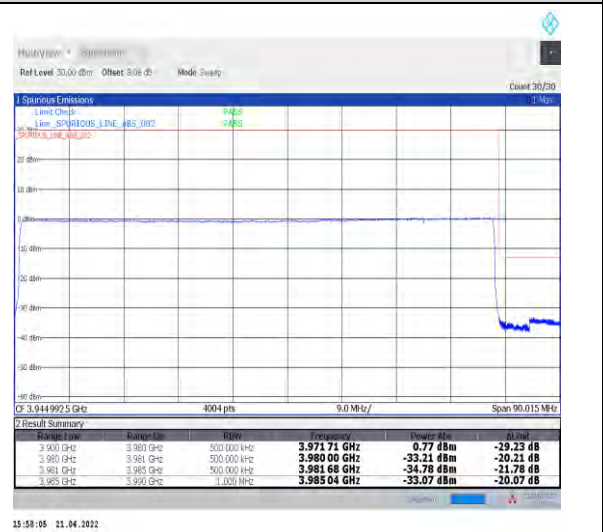 MultiView Spectrum
Ref Level 30.00 dBm Offset 3.08 dB Mode Sweep
Count 30/30
1 Spurious Emissions
Limit Check PASS
Line _SPURIOUS_LINE_ABS_002 PASS
_SPURIOUS_LINE_ABS_002
20 dBm
10 dBm
0 dBm
-10 dBm
-20 dBm
-30 dBm
-40 dBm
-50 dBm
-60 dBm
CF 3.9449925 GHz 4004 pts 9.0 MHz/ Span 90.015 MHz
2 Result Summary
Range Low Range Up RBW Frequency Power Abs ΔLimit
3.900 GHz 3.980 GHz 500.000 kHz 3.971 71 GHz 0.77 dBm -29.23 dB
3.980 GHz 3.981 GHz 500.000 kHz 3.980 00 GHz -33.21 dBm -20.21 dB
3.981 GHz 3.985 GHz 500.000 kHz 3.981 68 GHz -34.78 dBm -21.78 dB
3.985 GHz 3.990 GHz 1.000 MHz 3.985 04 GHz -33.07 dBm -20.07 dB
15:58:05 21.04.2022